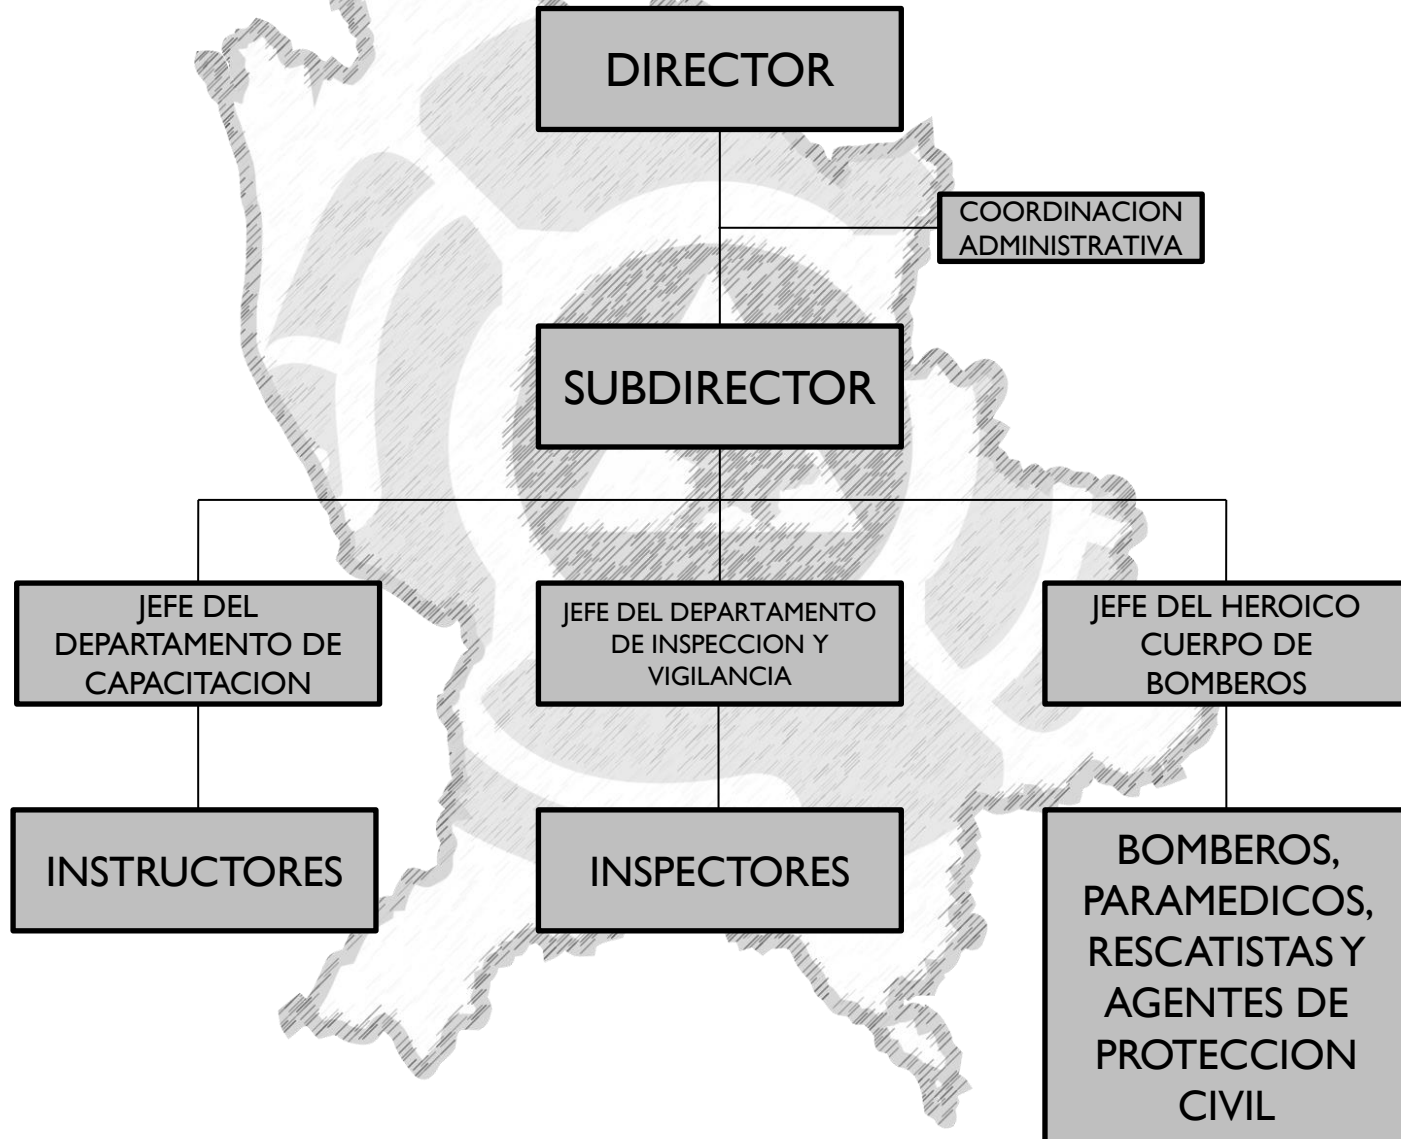 DIRECTOR
COORDINACION
ADMINISTRATIVA
SUBDIRECTOR
JEFE DEL
DEPARTAMENTO DE
CAPACITACION
JEFE DEL DEPARTAMENTO
DE INSPECCION Y
VIGILANCIA
JEFE DEL HEROICO
CUERPO DE
BOMBEROS
INSTRUCTORES
INSPECTORES
BOMBEROS,
PARAMEDICOS,
RESCATISTAS Y
AGENTES DE
PROTECCION
CIVIL